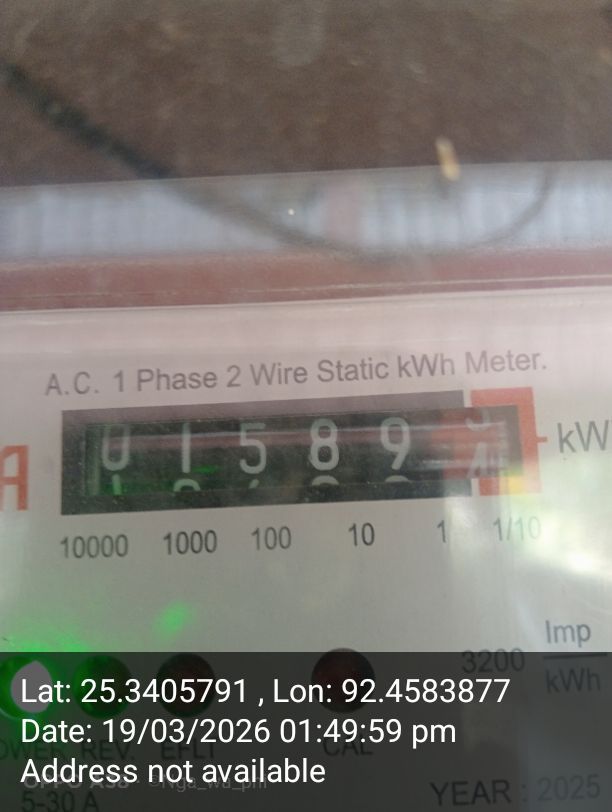 A.C. 1 Phase 2 Wire Static kWh Meter.
A
0 1 5 8 9
kW
10000 1000 100 10 1 1/10
Imp
3200
kWh
Lat: 25.3405791 , Lon: 92.4583877
Date: 19/03/2026 01:49:59 pm
REV. EFLT CAL
Address not available
5-30 A
YEAR : 2025